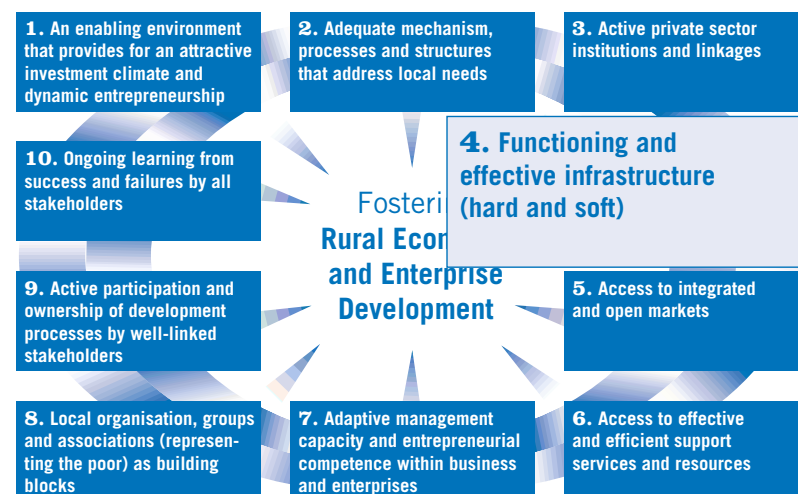 1. An enabling environment
that provides for an attractive
investment climate and
dynamic entrepreneurship
2. Adequate mechanism,
processes and structures
that address local needs
3. Active private sector
institutions and linkages
4. Functioning and
effective infrastructure
(hard and soft)
10. Ongoing learning from
success and failures by all
stakeholders
Fosteri
Rural Econ
and Enterprise
Development
9. Active participation and
ownership of development
processes by well-linked
stakeholders
5. Access to integrated
and open markets
8. Local organisation, groups
and associations (represen-
ting the poor) as building
blocks
7. Adaptive management
capacity and entrepreneurial
competence within business
and enterprises
6. Access to effective
and efficient support
services and resources